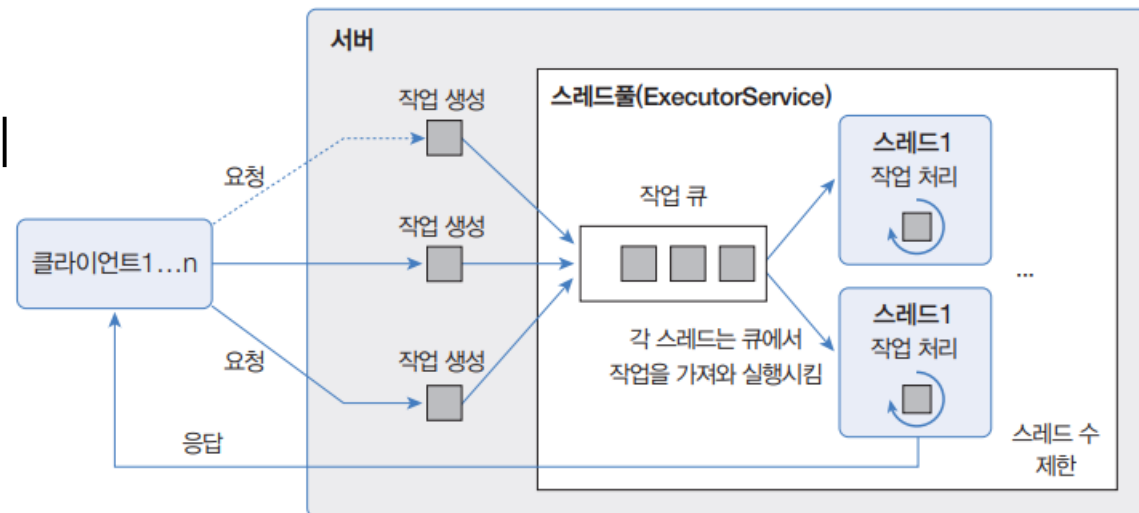 서버
스레드풀(ExecutorService)
작업 생성
요청
작업 생성
작업 생성
요청
클라이언트1...n
응답
작업 큐
각 스레드는 큐에서
작업을 가져와 실행시킴
스레드1
작업 처리
...
스레드1
작업 처리
스레드 수
제한